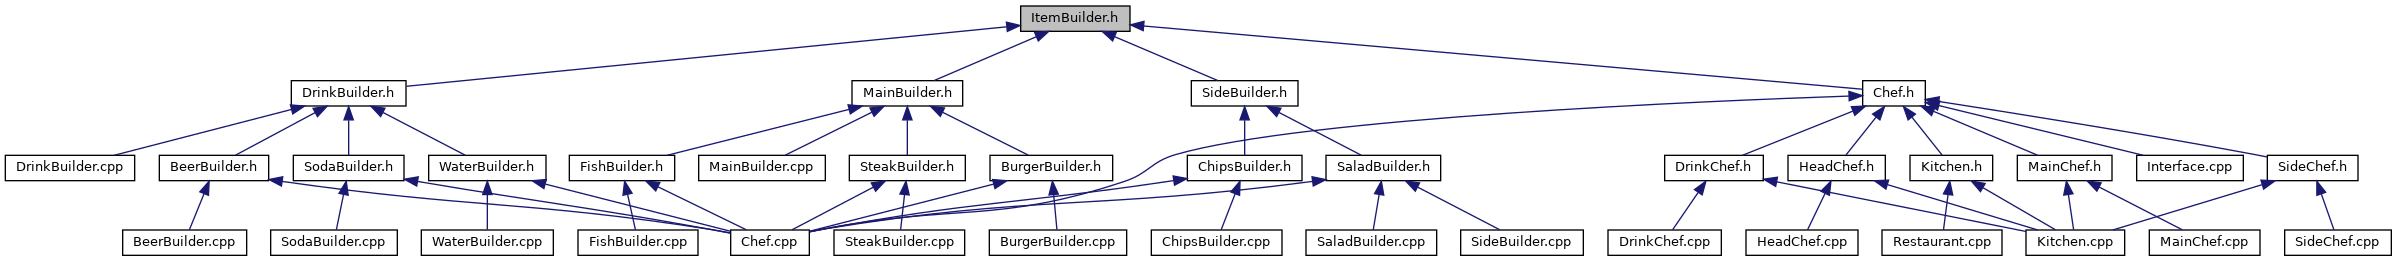 ItemBuilder.h
DrinkBuilder.h
MainBuilder.h
SideBuilder.h
Chef.h
DrinkBuilder.cpp
BeerBuilder.h
SodaBuilder.h
WaterBuilder.h
FishBuilder.h
MainBuilder.cpp
SteakBuilder.h
BurgerBuilder.h
ChipsBuilder.h
SaladBuilder.h
DrinkChef.h
HeadChef.h
Kitchen.h
MainChef.h
Interface.cpp
SideChef.h
BeerBuilder.cpp
SodaBuilder.cpp
WaterBuilder.cpp
FishBuilder.cpp
Chef.cpp
SteakBuilder.cpp
BurgerBuilder.cpp
ChipsBuilder.cpp
SaladBuilder.cpp
SideBuilder.cpp
DrinkChef.cpp
HeadChef.cpp
Restaurant.cpp
Kitchen.cpp
MainChef.cpp
SideChef.cpp